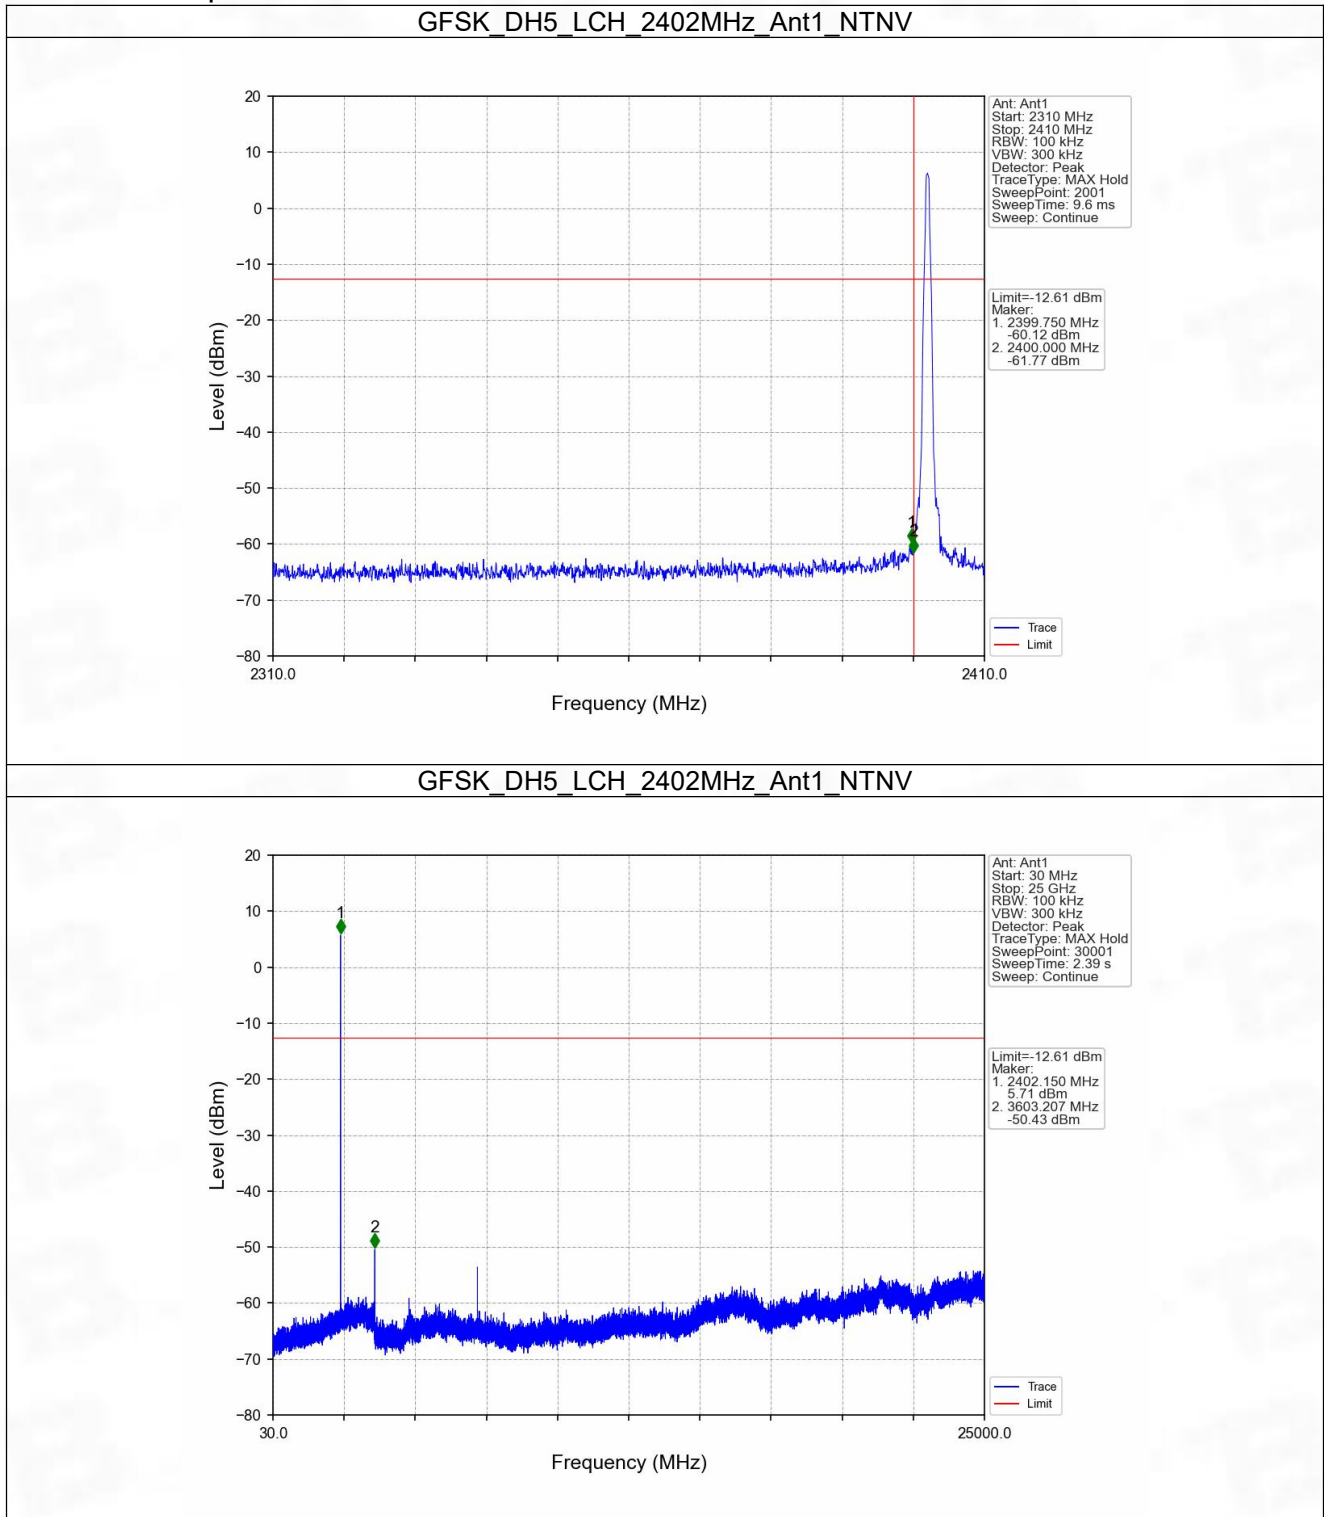 GFSK_DH5_LCH_2402MHz_Ant1_NTNV
20
10
0
−10
−20
−30
−40
−50
−60
−70
−80
Level (dBm)
1
2
2310.0
2410.0
Frequency (MHz)
Ant: Ant1
Start: 2310 MHz
Stop: 2410 MHz
RBW: 100 kHz
VBW: 300 kHz
Detector: Peak
TraceType: MAX Hold
SweepPoint: 2001
SweepTime: 9.6 ms
Sweep: Continue
Limit=-12.61 dBm
Maker:
1. 2399.750 MHz
-60.12 dBm
2. 2400.000 MHz
-61.77 dBm
Trace
Limit
GFSK_DH5_LCH_2402MHz_Ant1_NTNV
20
10
0
−10
−20
−30
−40
−50
−60
−70
−80
Level (dBm)
1
2
30.0
25000.0
Frequency (MHz)
Ant: Ant1
Start: 30 MHz
Stop: 25 GHz
RBW: 100 kHz
VBW: 300 kHz
Detector: Peak
TraceType: MAX Hold
SweepPoint: 30001
SweepTime: 2.39 s
Sweep: Continue
Limit=-12.61 dBm
Maker:
1. 2402.150 MHz
5.71 dBm
2. 3603.207 MHz
-50.43 dBm
Trace
Limit